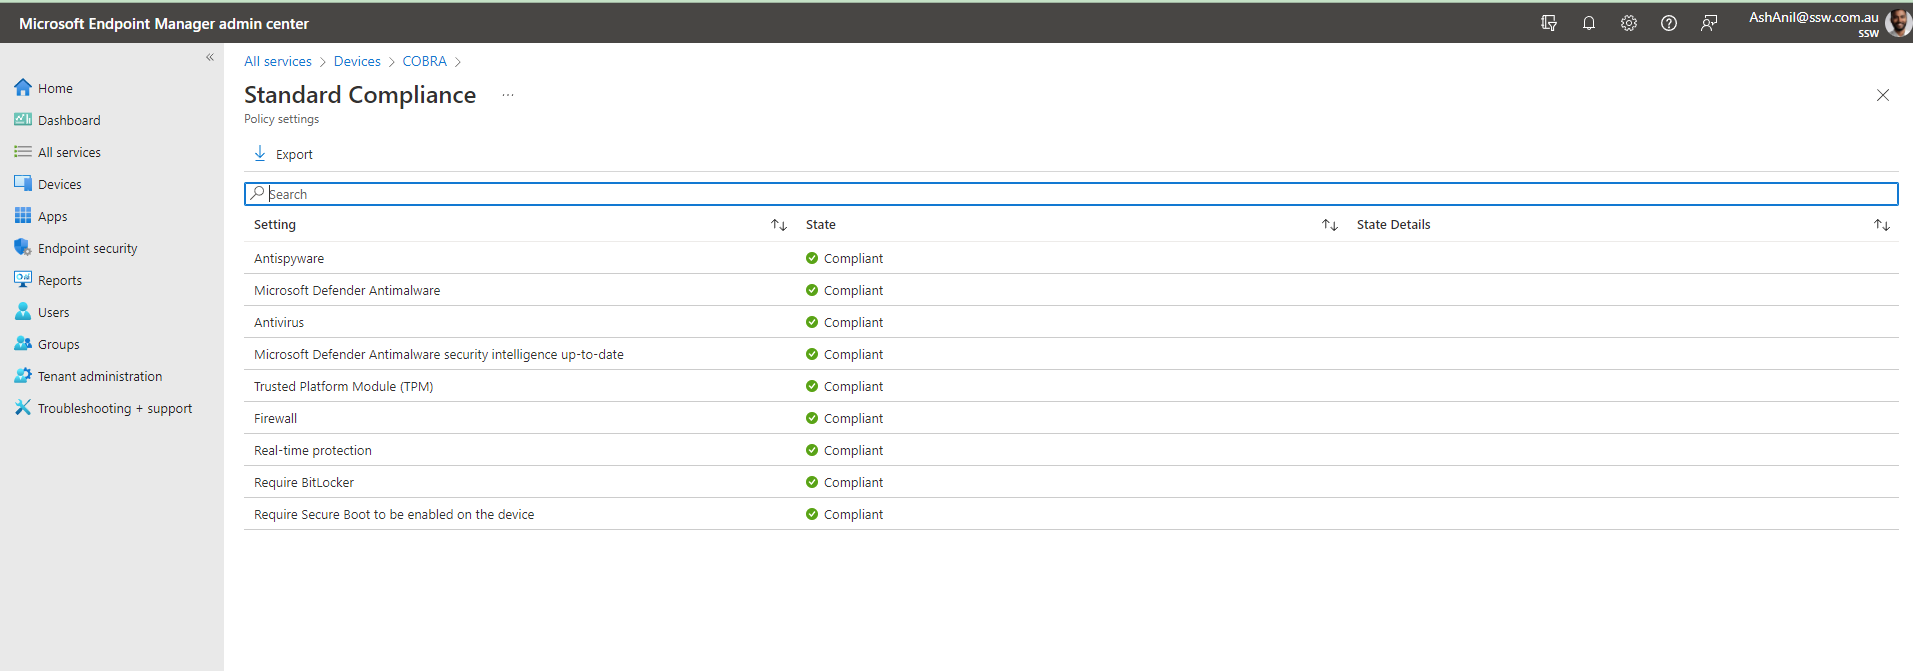 Microsoft Endpoint Manager admin center
AshAnil@ssw.com.au
SSW
Home
Dashboard
All services
Devices
Apps
Endpoint security
Reports
Users
Groups
Tenant administration
Troubleshooting + support
All services > Devices > COBRA >
Standard Compliance ...
Policy settings
Export
Search
Setting State State Details
Antispyware Compliant
Microsoft Defender Antimalware Compliant
Antivirus Compliant
Microsoft Defender Antimalware security intelligence up-to-date Compliant
Trusted Platform Module (TPM) Compliant
Firewall Compliant
Real-time protection Compliant
Require BitLocker Compliant
Require Secure Boot to be enabled on the device Compliant